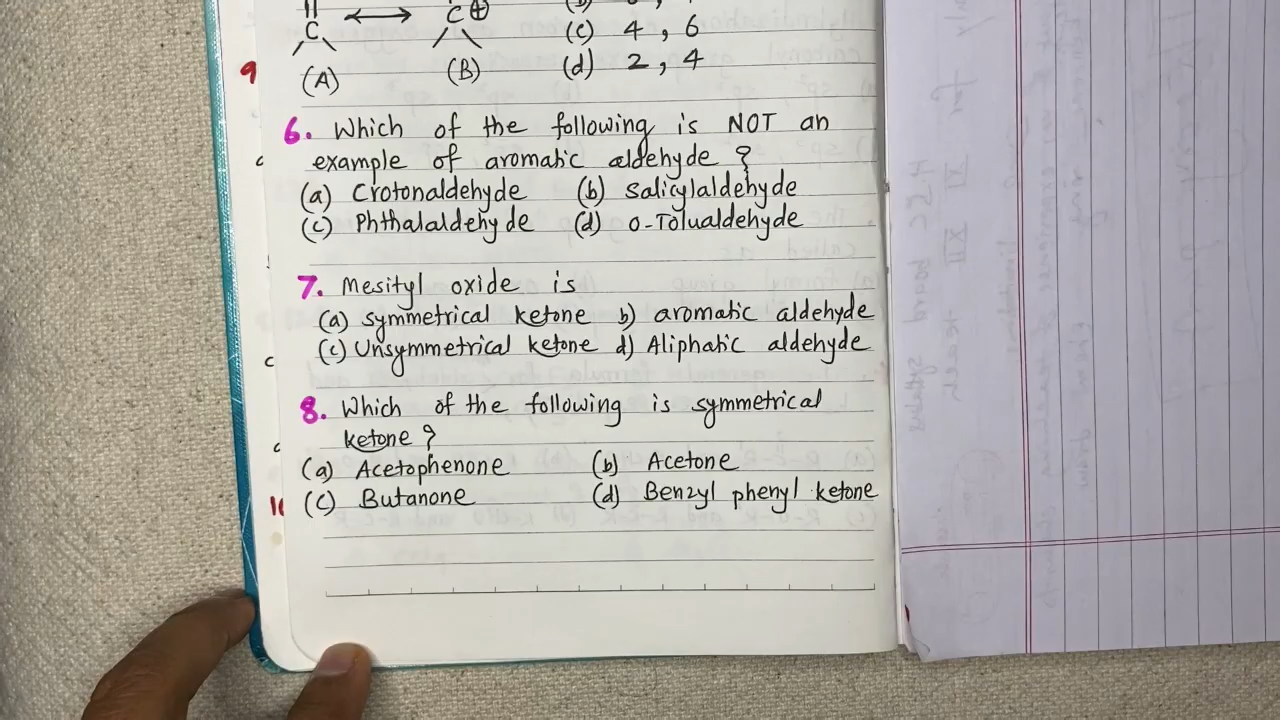 C ⟷ C⊕
(c) 4, 6
(A) (B) (d) 2, 4
9
6. Which of the following is NOT an
example of aromatic aldehyde ?
(a) Crotonaldehyde (b) Salicylaldehyde
(c) Phthalaldehyde (d) o-Tolualdehyde
7. Mesityl oxide is
(a) symmetrical ketone b) aromatic aldehyde
(c) Unsymmetrical ketone d) Aliphatic aldehyde
8. Which of the following is symmetrical
ketone ?
(a) Acetophenone (b) Acetone
(C) Butanone (d) Benzyl phenyl ketone